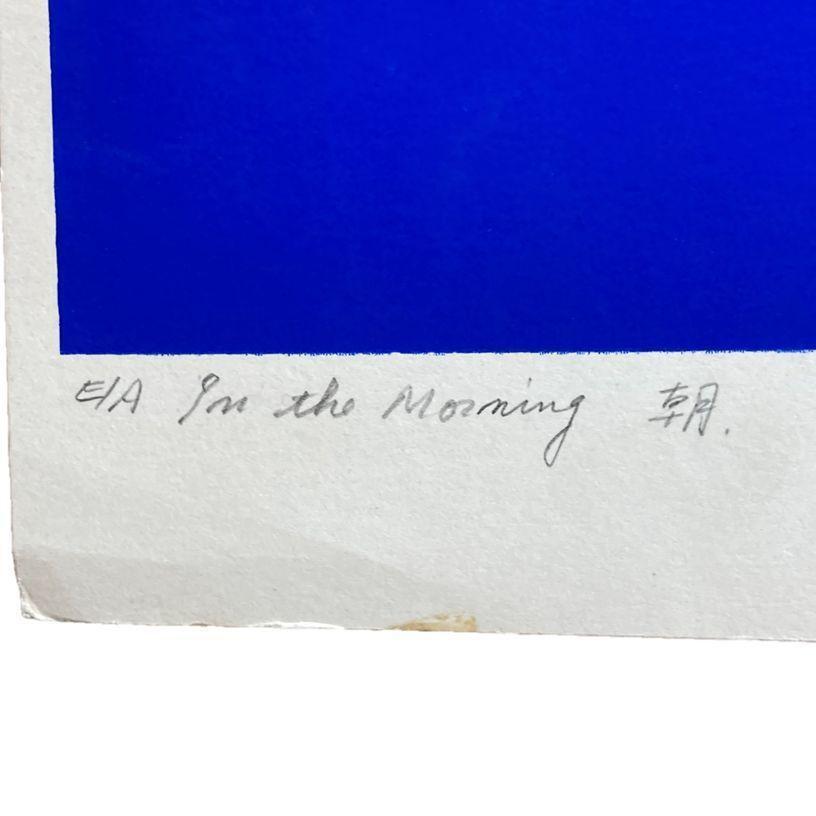 E/A In the Morning 朝.